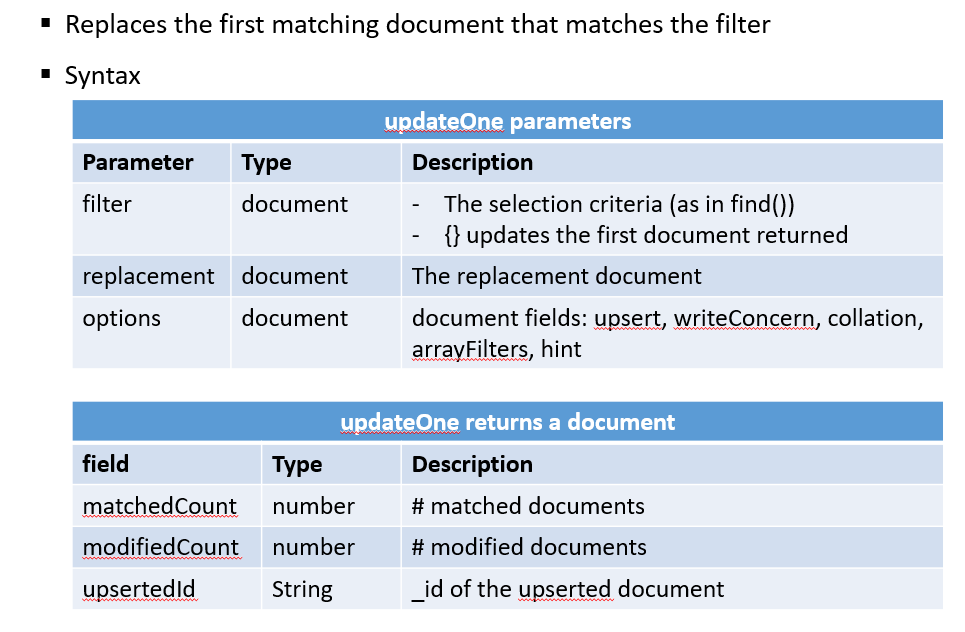 ▪ Replaces the first matching document that matches the filter
▪ Syntax
updateOne parameters
Parameter Type Description
filter document - The selection criteria (as in find())
- {} updates the first document returned
replacement document The replacement document
options document document fields: upsert, writeConcern, collation,
arrayFilters, hint
updateOne returns a document
field Type Description
matchedCount number # matched documents
modifiedCount number # modified documents
upsertedId String _id of the upserted document